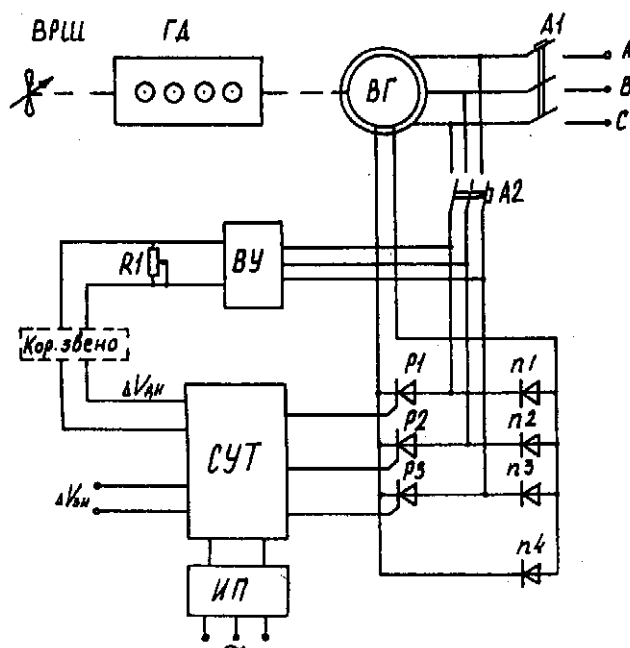 ВРШ
ГД
А1
А
В
С
ВГ
А2
R1
ВУ
Кор. звено
ΔVдн
СУТ
ΔVзн
ИП
Р1
Р2
Р3
п1
п2
п3
п4